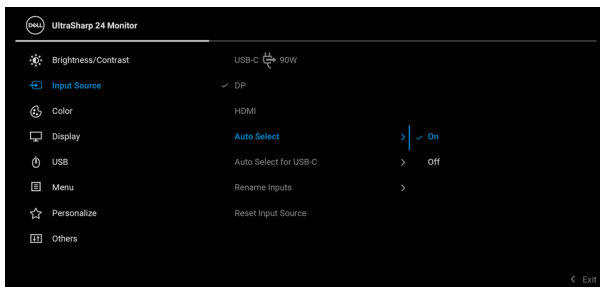 DELL UltraSharp 24 Monitor
Brightness/Contrast USB-C 90W
Input Source DP
Color HDMI
Display Auto Select > On
USB Auto Select for USB-C > Off
Menu Rename Inputs >
Personalize Reset Input Source
Others
< Exit